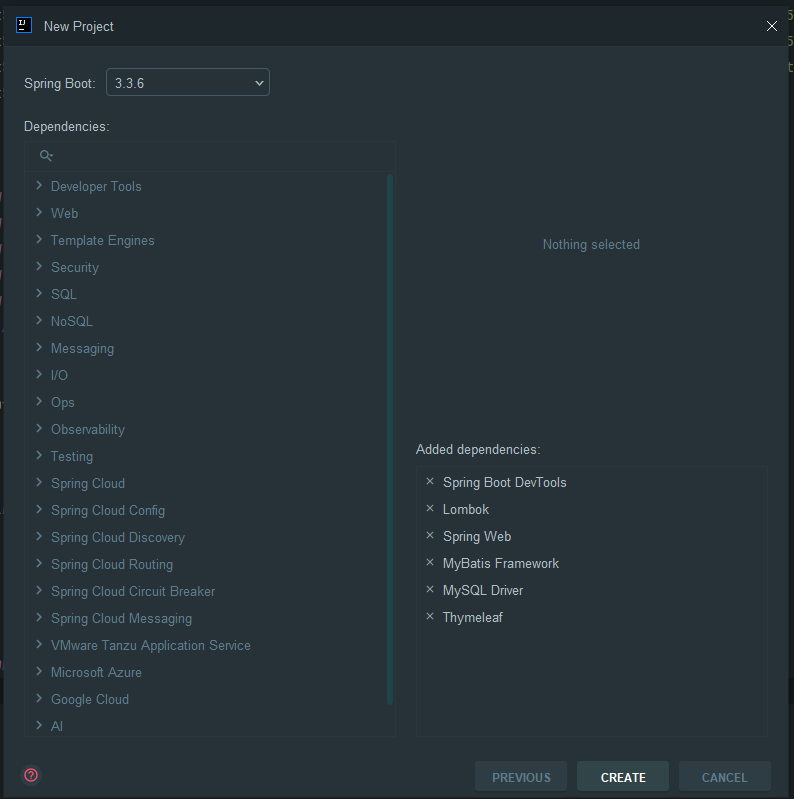 New Project
Spring Boot: 3.3.6
Dependencies:
Developer Tools
Web
Template Engines
Security
SQL
NoSQL
Messaging
I/O
Ops
Observability
Testing
Spring Cloud
Spring Cloud Config
Spring Cloud Discovery
Spring Cloud Routing
Spring Cloud Circuit Breaker
Spring Cloud Messaging
VMware Tanzu Application Service
Microsoft Azure
Google Cloud
AI
Nothing selected
Added dependencies:
Spring Boot DevTools
Lombok
Spring Web
MyBatis Framework
MySQL Driver
Thymeleaf
?
PREVIOUS CREATE CANCEL